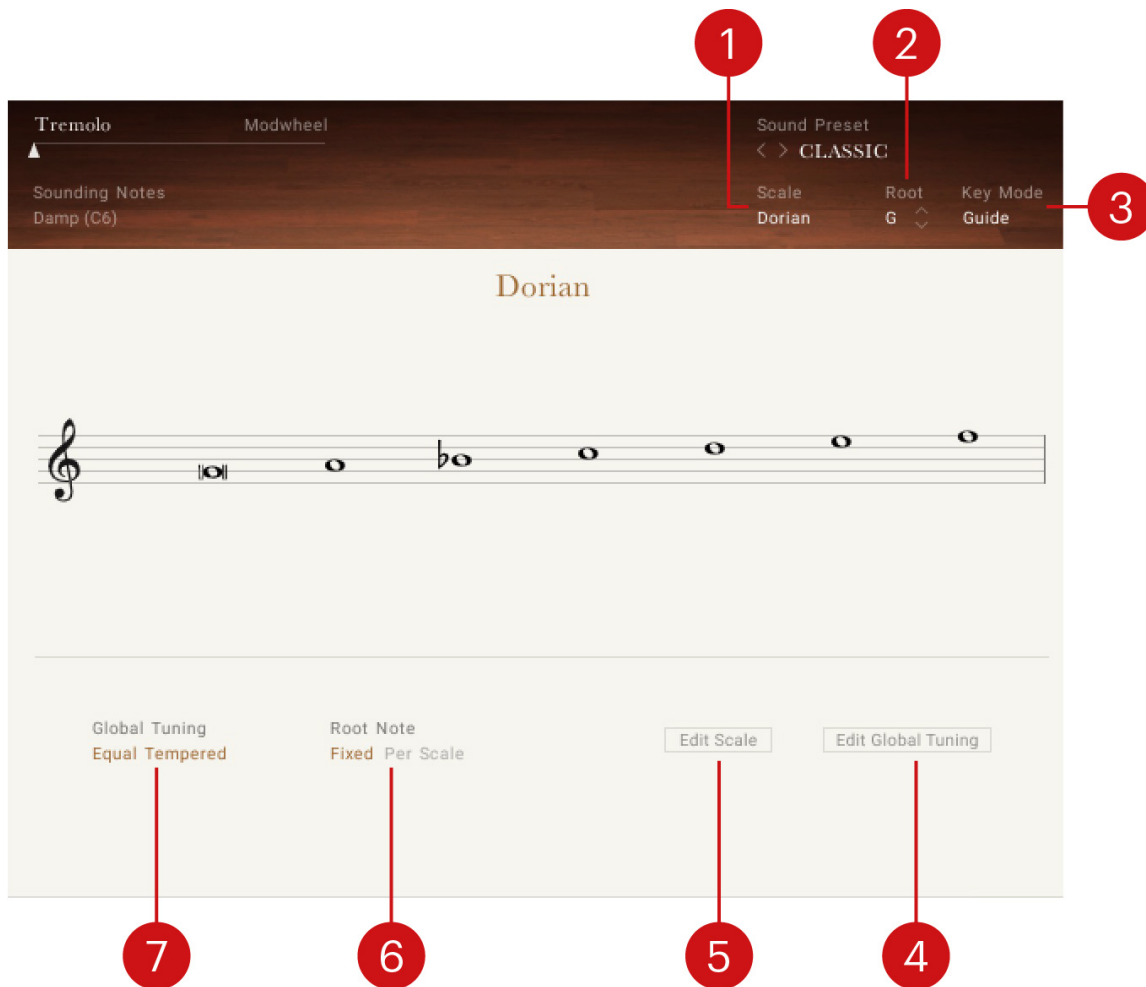 1 2
Tremolo Modwheel Sound Preset
< > CLASSIC
Sounding Notes Scale Root Key Mode
Damp (C6) Dorian G Guide
3
Dorian
Global Tuning Root Note
Equal Tempered Fixed Per Scale
Edit Scale Edit Global Tuning
7 6 5 4